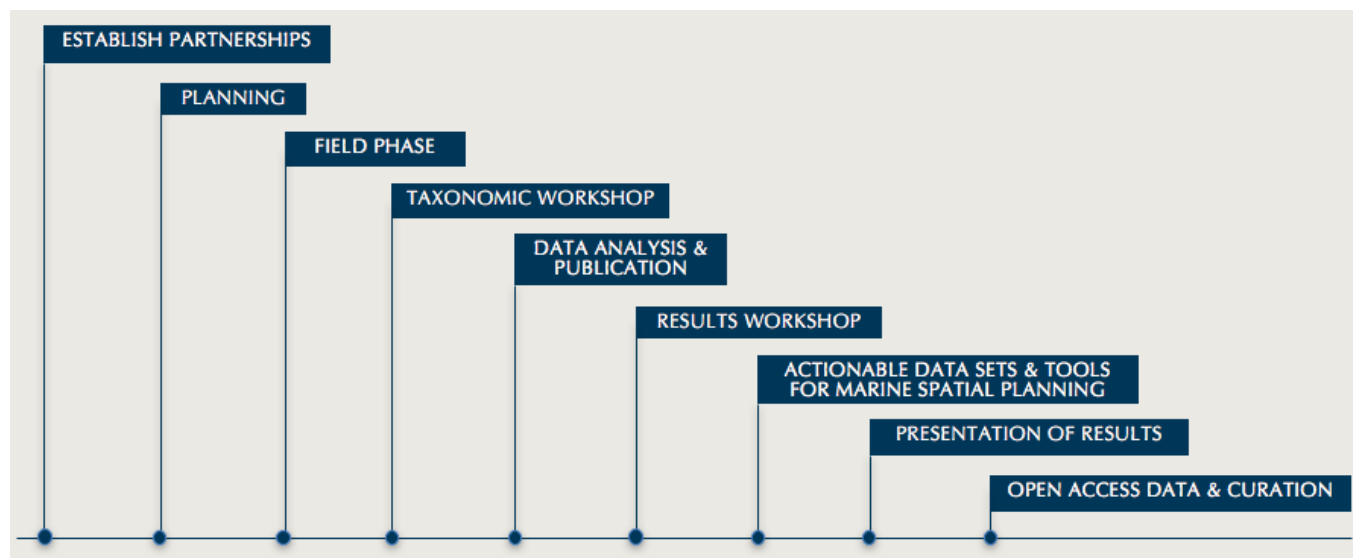 ESTABLISH PARTNERSHIPS
PLANNING
FIELD PHASE
TAXONOMIC WORKSHOP
DATA ANALYSIS &
PUBLICATION
RESULTS WORKSHOP
ACTIONABLE DATA SETS & TOOLS
FOR MARINE SPATIAL PLANNING
PRESENTATION OF RESULTS
OPEN ACCESS DATA & CURATION